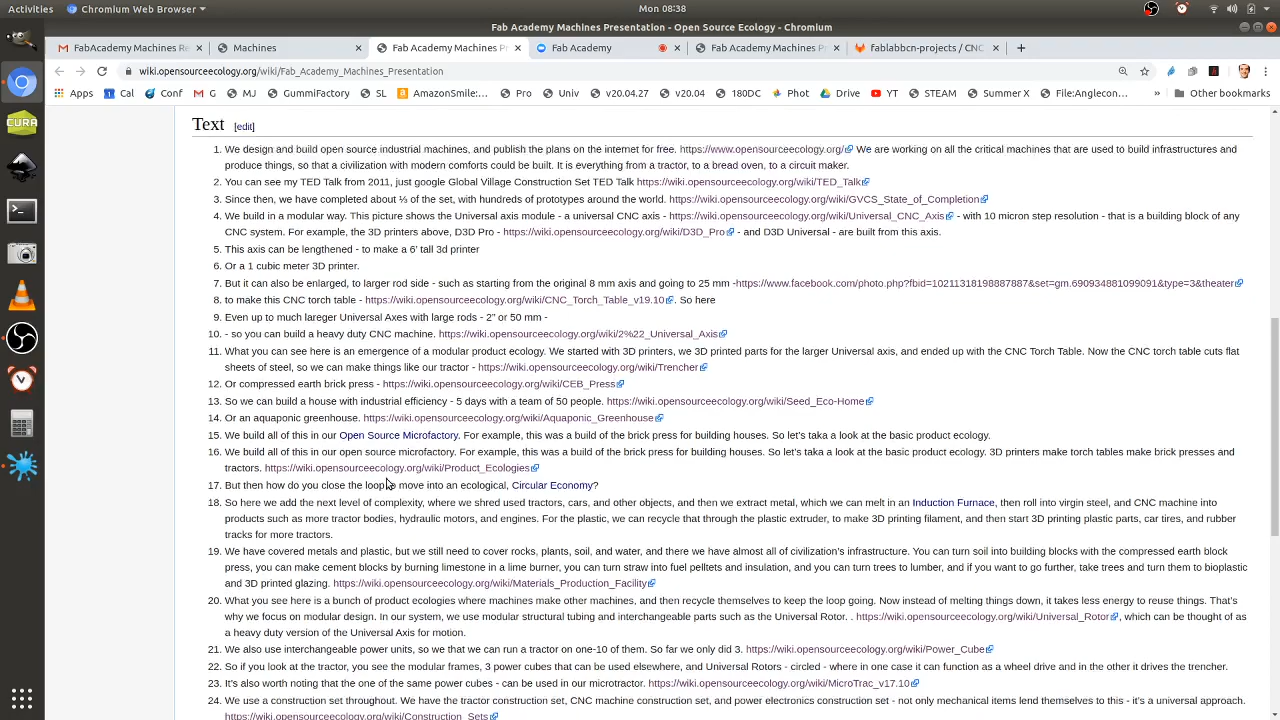 Activities Chromium Web Browser Mon 08:38
Fab Academy Machines Presentation - Open Source Ecology - Chromium
FabAcademy Machines Re Machines Fab Academy Machines P Fab Academy Fab Academy Machines P fablabbcn-projects / CNC
wiki.opensourceecology.org/wiki/Fab_Academy_Machines_Presentation
Apps Cal Conf G MJ GummiFactory SL AmazonSmile:... Pro Univ v20.04.27 v20.04 180DC Phot Drive YT STEAM Summer X File:Anglecon... » Other bookmarks
Text [edit]
1. We design and build open source industrial machines, and publish the plans on the internet for free. https://www.opensourceecology.org/ We are working on all the critical machines that are used to build infrastructures and
produce things, so that a civilization with modern comforts could be built. It is everything from a tractor, to a bread oven, to a circuit maker.
2. You can see my TED Talk from 2011, just google Global Village Construction Set TED Talk https://wiki.opensourceecology.org/wiki/TED_Talk
3. Since then, we have completed about ⅓ of the set, with hundreds of prototypes around the world. https://wiki.opensourceecology.org/wiki/GVCS_State_of_Completion
4. We build in a modular way. This picture shows the Universal axis module - a universal CNC axis - https://wiki.opensourceecology.org/wiki/Universal_CNC_Axis - with 10 micron step resolution - that is a building block of any
CNC system. For example, the 3D printers above, D3D Pro - https://wiki.opensourceecology.org/wiki/D3D_Pro - and D3D Universal - are built from this axis.
5. This axis can be lengthened - to make a 6' tall 3d printer
6. Or a 1 cubic meter 3D printer.
7. But it can also be enlarged, to larger rod side - such as starting from the original 8 mm axis and going to 25 mm -https://www.facebook.com/photo.php?fbid=10211318198887887&set=gm.690934881099091&type=3&theater
8. to make this CNC torch table - https://wiki.opensourceecology.org/wiki/CNC_Torch_Table_v19.10. So here
9. Even up to much lareger Universal Axes with large rods - 2" or 50 mm -
10. - so you can build a heavy duty CNC machine. https://wiki.opensourceecology.org/wiki/2%22_Universal_Axis
11. What you can see here is an emergence of a modular product ecology. We started with 3D printers, we 3D printed parts for the larger Universal axis, and ended up with the CNC Torch Table. Now the CNC torch table cuts flat
sheets of steel, so we can make things like our tractor - https://wiki.opensourceecology.org/wiki/Trencher
12. Or compressed earth brick press - https://wiki.opensourceecology.org/wiki/CEB_Press
13. So we can build a house with industrial efficiency - 5 days with a team of 50 people. https://wiki.opensourceecology.org/wiki/Seed_Eco-Home
14. Or an aquaponic greenhouse. https://wiki.opensourceecology.org/wiki/Aquaponic_Greenhouse
15. We build all of this in our Open Source Microfactory. For example, this was a build of the brick press for building houses. So let's taka a look at the basic product ecology.
16. We build all of this in our open source microfactory. For example, this was a build of the brick press for building houses. So let's taka a look at the basic product ecology. 3D printers make torch tables make brick presses and
tractors. https://wiki.opensourceecology.org/wiki/Product_Ecologies
17. But then how do you close the loop to move into an ecological, Circular Economy?
18. So here we add the next level of complexity, where we shred used tractors, cars, and other objects, and then we extract metal, which we can melt in an Induction Furnace, then roll into virgin steel, and CNC machine into
products such as more tractor bodies, hydraulic motors, and engines. For the plastic, we can recycle that through the plastic extruder, to make 3D printing filament, and then start 3D printing plastic parts, car tires, and rubber
tracks for more tractors.
19. We have covered metals and plastic, but we still need to cover rocks, plants, soil, and water, and there we have almost all of civilization's infrastructure. You can turn soil into building blocks with the compressed earth block
press, you can make cement blocks by burning limestone in a lime burner, you can turn straw into fuel pelltets and insulation, and you can turn trees to lumber, and if you want to go further, take trees and turn them to bioplastic
and 3D printed glazing. https://wiki.opensourceecology.org/wiki/Materials_Production_Facility
20. What you see here is a bunch of product ecologies where machines make other machines, and then recycle themselves to keep the loop going. Now instead of melting things down, it takes less energy to reuse things. That's
why we focus on modular design. In our system, we use modular structural tubing and interchangeable parts such as the Universal Rotor. . https://wiki.opensourceecology.org/wiki/Universal_Rotor, which can be thought of as
a heavy duty version of the Universal Axis for motion.
21. We also use interchangeable power units, so we that we can run a tractor on one-10 of them. So far we only did 3. https://wiki.opensourceecology.org/wiki/Power_Cube
22. So if you look at the tractor, you see the modular frames, 3 power cubes that can be used elsewhere, and Universal Rotors - circled - where in one case it can function as a wheel drive and in the other it drives the trencher.
23. It's also worth noting that the one of the same power cubes - can be used in our microtractor. https://wiki.opensourceecology.org/wiki/MicroTrac_v17.10
24. We use a construction set throughout. We have the tractor construction set, CNC machine construction set, and power electronics construction set - not only mechanical items lend themselves to this - it's a universal approach.
https://wiki.opensourceecology.org/wiki/Construction_Sets